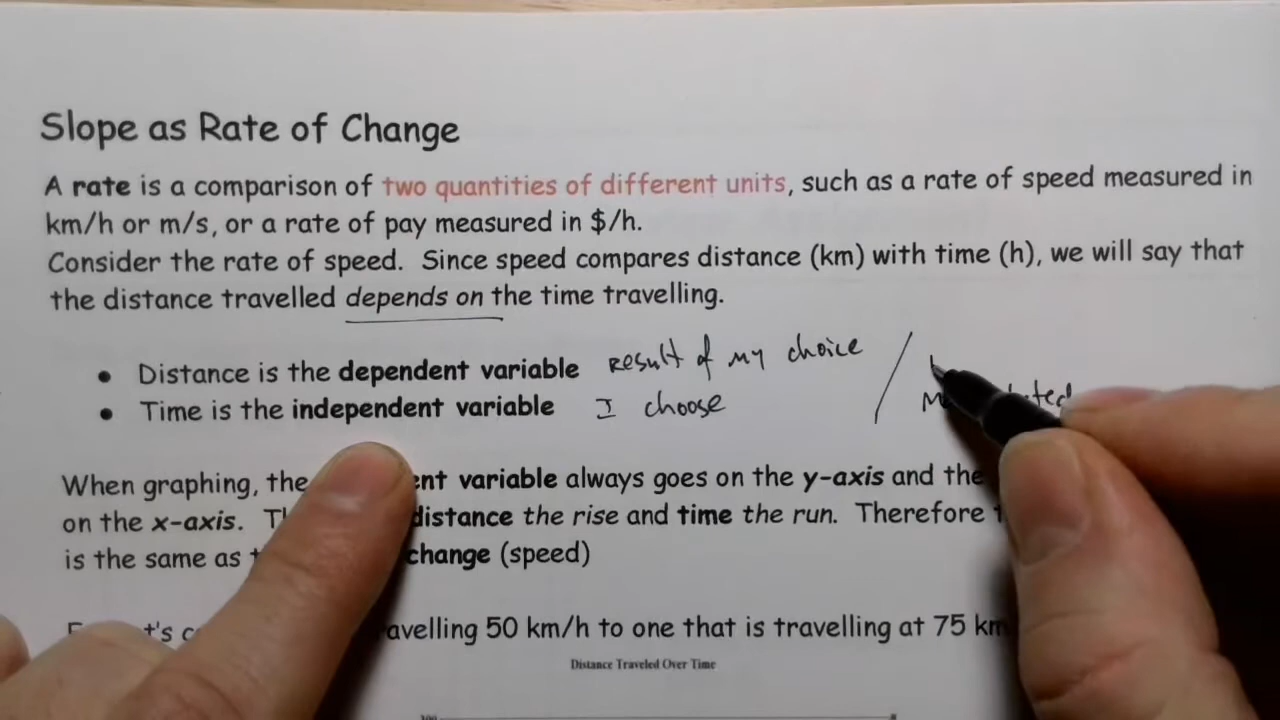 Slope as Rate of Change
A rate is a comparison of two quantities of different units, such as a rate of speed measured in
km/h or m/s, or a rate of pay measured in $/h.
Consider the rate of speed. Since speed compares distance (km) with time (h), we will say that
the distance travelled depends on the time travelling.
• Distance is the dependent variable Result of my choice /
• Time is the independent variable I choose
When graphing, the variable always goes on the y-axis and the
on the x-axis. distance the rise and time the run. Therefore
is the same as change (speed)
travelling 50 km/h to one that is travelling at 75
Distance Traveled Over Time